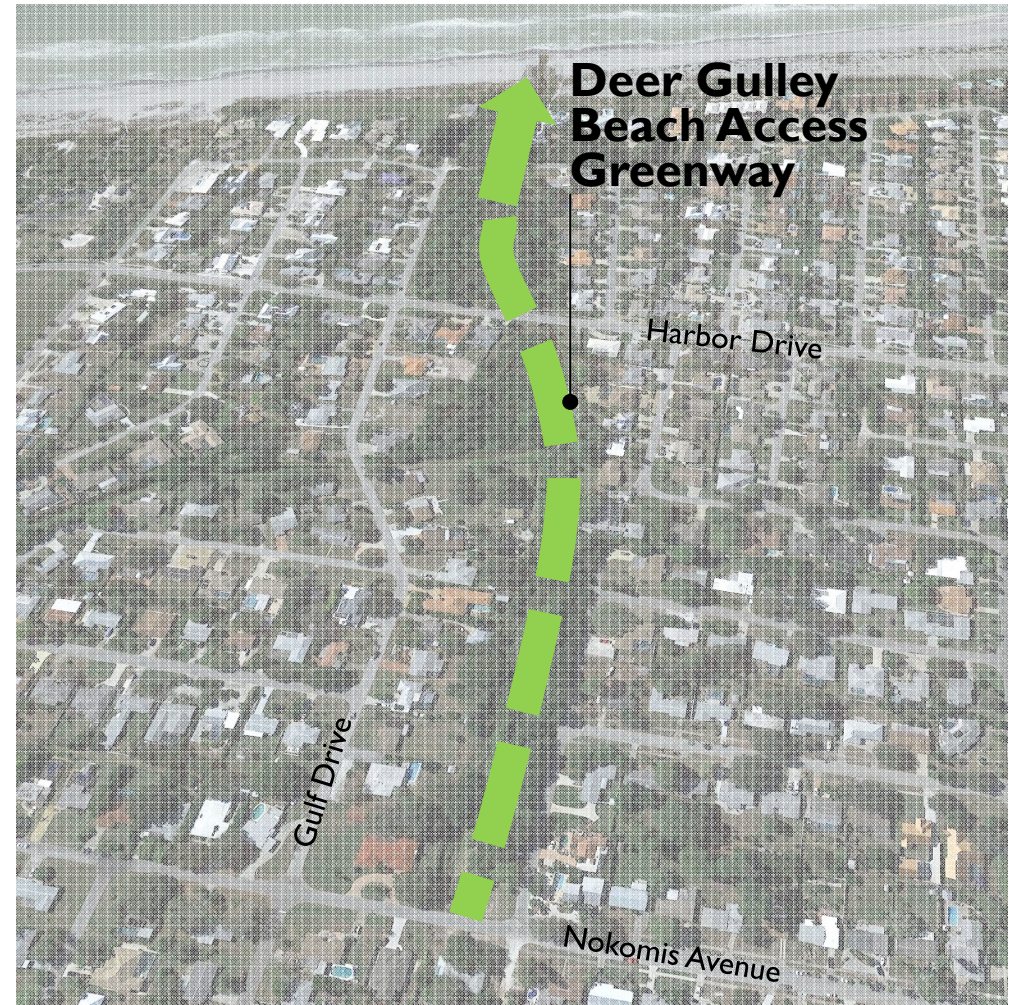 Deer Gulley
Beach Access
Greenway
Harbor Drive
Gulf Drive
Nokomis Avenue